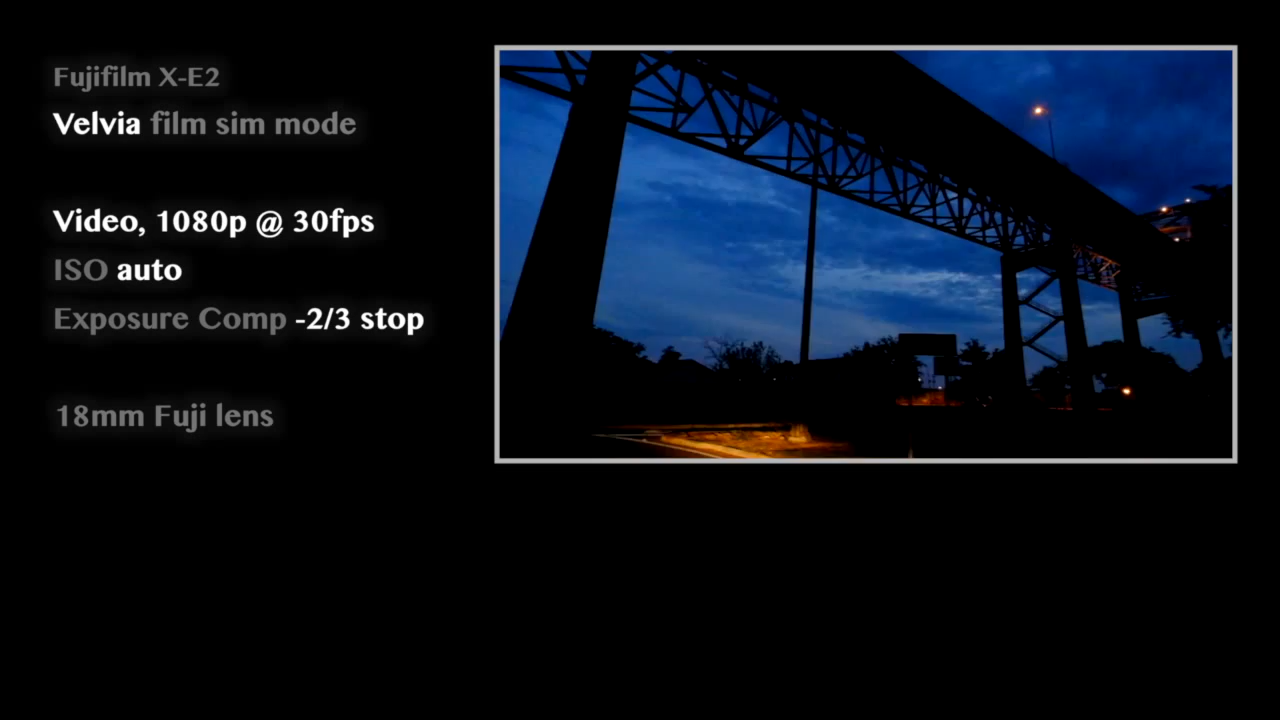 Fujifilm X-E2
Velvia film sim mode
Video, 1080p @ 30fps
ISO auto
Exposure Comp -2/3 stop
18mm Fuji lens